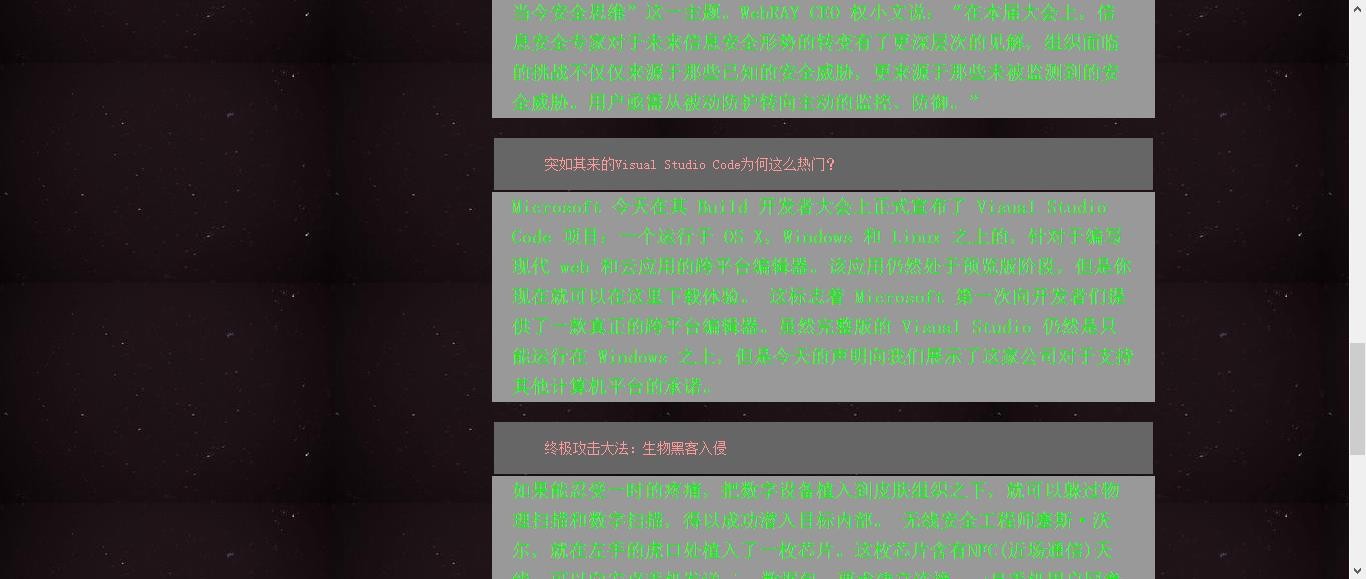 当今安全思维”这一主题。WebRAY CEO 权小文说：“在本届大会上，信
息安全专家对于未来信息安全形势的转变有了更深层次的见解，组织面临
的挑战不仅仅来源于那些已知的安全威胁，更来源于那些未被监测到的安
全威胁。用户亟需从被动防护转向主动的监控、防御。”
突如其来的Visual Studio Code为何这么热门？
Microsoft 今天在其 Build 开发者大会上正式宣布了 Visual Studio
Code 项目：一个运行于 OS X，Windows 和 Linux 之上的，针对于编写
现代 web 和云应用的跨平台编辑器。该应用仍然处于预览版阶段，但是你
现在就可以在这里下载体验。 这标志着 Microsoft 第一次向开发者们提
供了一款真正的跨平台编辑器。虽然完整版的 Visual Studio 仍然是只
能运行在 Windows 之上，但是今天的声明向我们展示了这家公司对于支持
其他计算机平台的承诺。
终极攻击大法：生物黑客入侵
如果能忍受一时的疼痛，把数字设备植入到皮肤组织之下，就可以躲过物
理扫描和数字扫描，得以成功潜入目标内部。 无线安全工程师塞斯·沃
尔，就在左手的虎口处植入了一枚芯片。这枚芯片含有NFC(近场通信)天